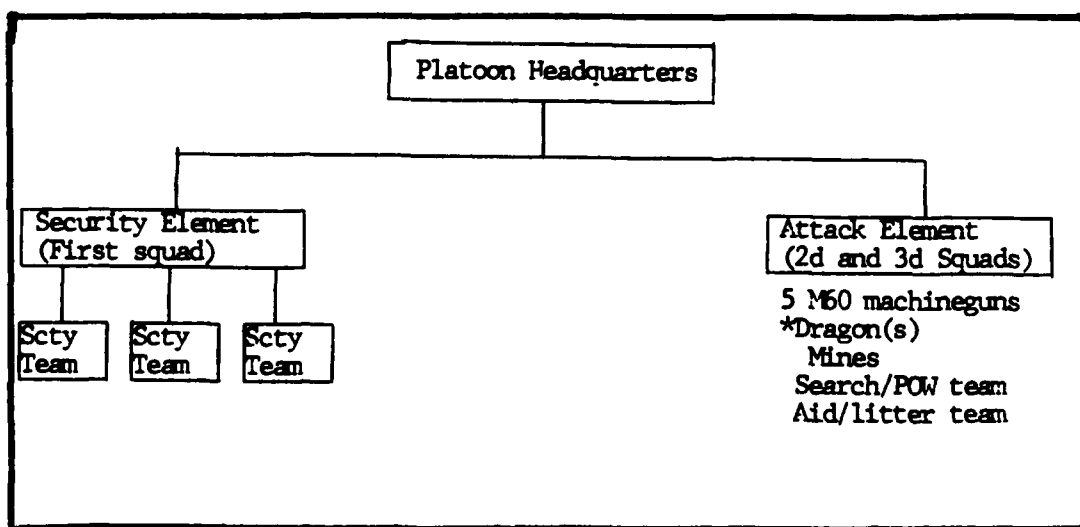 Platoon Headquarters
Security Element
(First squad)
Attack Element
(2d and 3d Squads)
Scty
Team
Scty
Team
Scty
Team
5 M60 machineguns
*Dragon(s)
Mines
Search/POW team
Aid/litter team